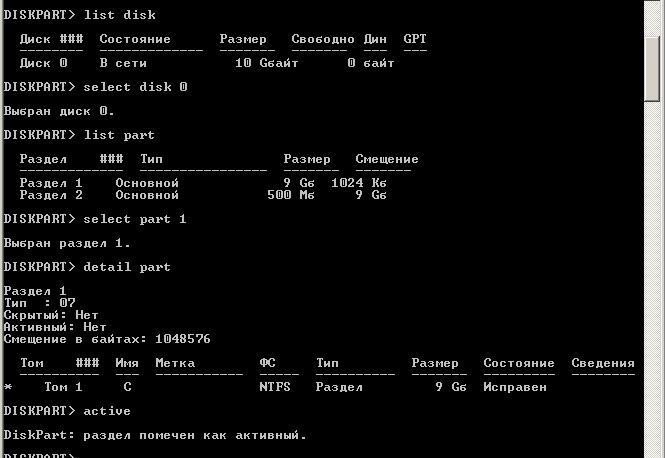 DISKPART> list disk
Диск ### Состояние Размер Свободно Дин GPT
-------- ------------- ------- ------- --- ---
Диск 0 В сети 10 Gбайт 0 байт
DISKPART> select disk 0
Выбран диск 0.
DISKPART> list part
Раздел ### Тип Размер Смещение
------------- ---------------- ------- -------
Раздел 1 Основной 9 Gб 1024 Kб
Раздел 2 Основной 500 Mб 9 Gб
DISKPART> select part 1
Выбран раздел 1.
DISKPART> detail part
Раздел 1
Тип : 07
Скрытый: Нет
Активный: Нет
Смещение в байтах: 1048576
Том ### Имя Метка ФС Тип Размер Состояние Сведения
---------- --- ----------- ----- ---------- ------- --------- --------
* Том 1 C NTFS Раздел 9 Gб Исправен
DISKPART> active
DiskPart: раздел помечен как активный.
DISKPART>